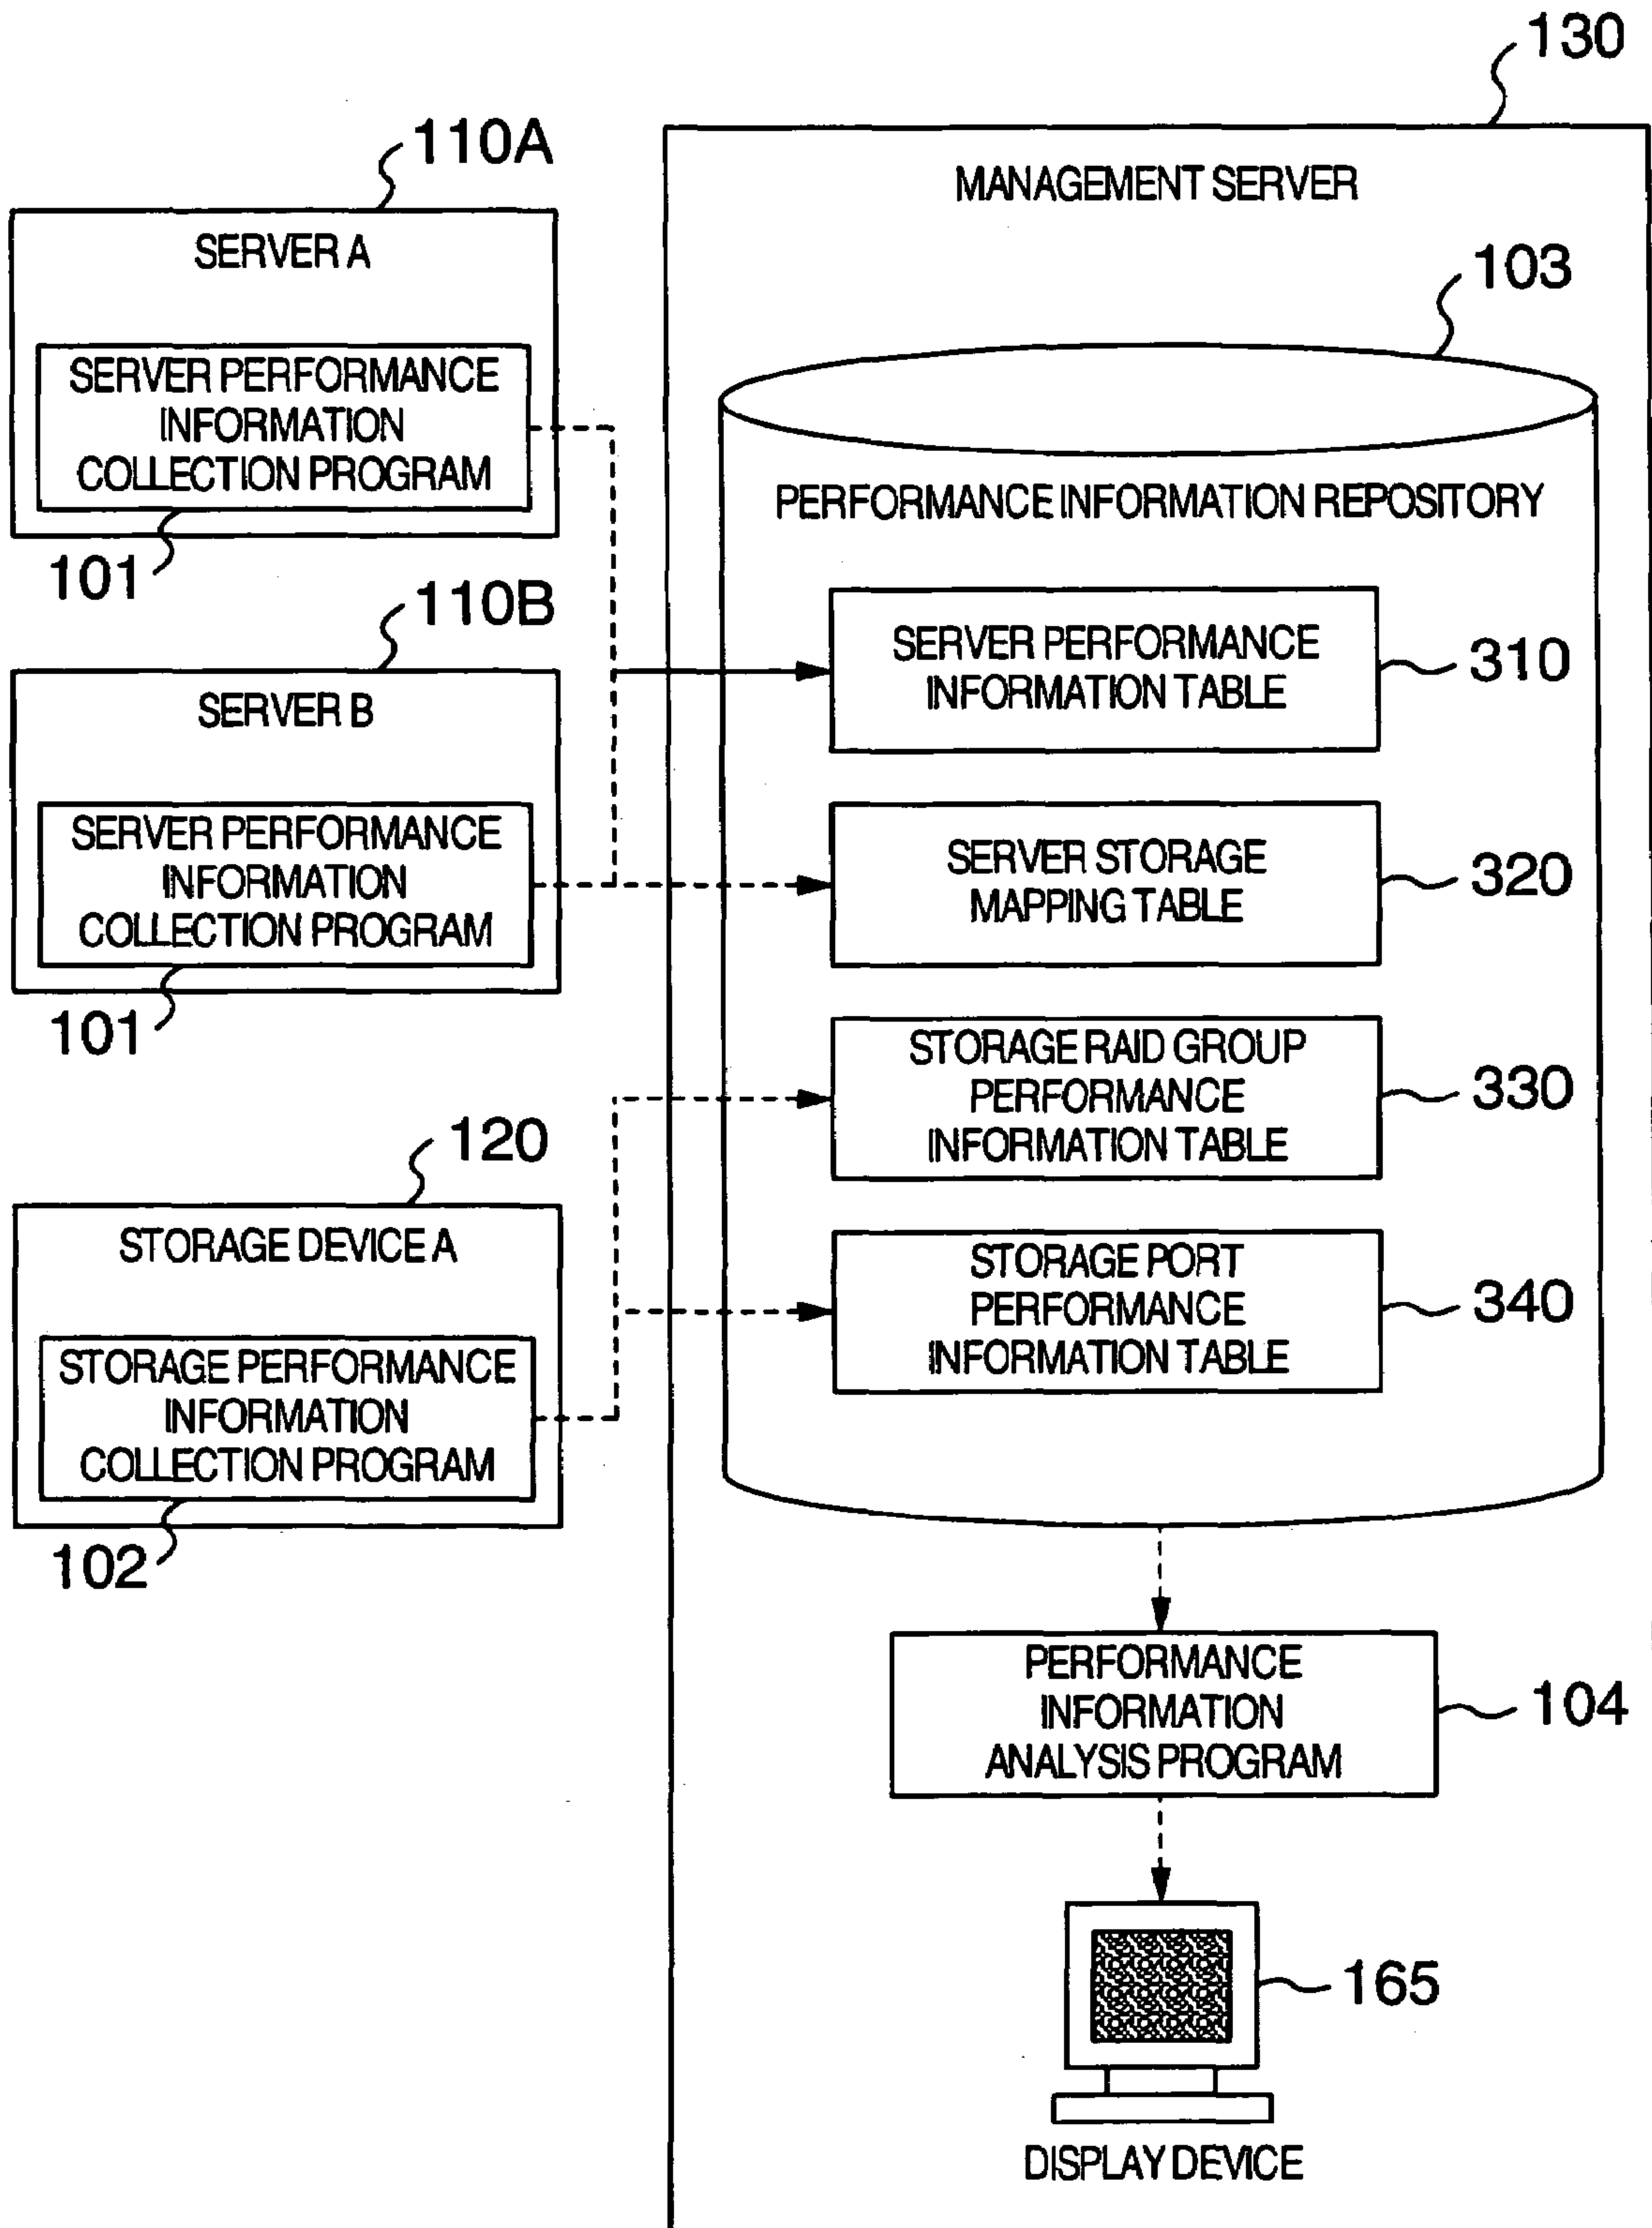 130
MANAGEMENT SERVER
110A
SERVER A
SERVER PERFORMANCE
INFORMATION
COLLECTION PROGRAM
101
110B
SERVER B
SERVER PERFORMANCE
INFORMATION
COLLECTION PROGRAM
101
120
STORAGE DEVICE A
STORAGE PERFORMANCE
INFORMATION
COLLECTION PROGRAM
102
103
PERFORMANCE INFORMATION REPOSITORY
SERVER PERFORMANCE
INFORMATION TABLE
310
SERVER STORAGE
MAPPING TABLE
320
STORAGE RAID GROUP
PERFORMANCE
INFORMATION TABLE
330
STORAGE PORT
PERFORMANCE
INFORMATION TABLE
340
PERFORMANCE
INFORMATION
ANALYSIS PROGRAM
104
165
DISPLAY DEVICE